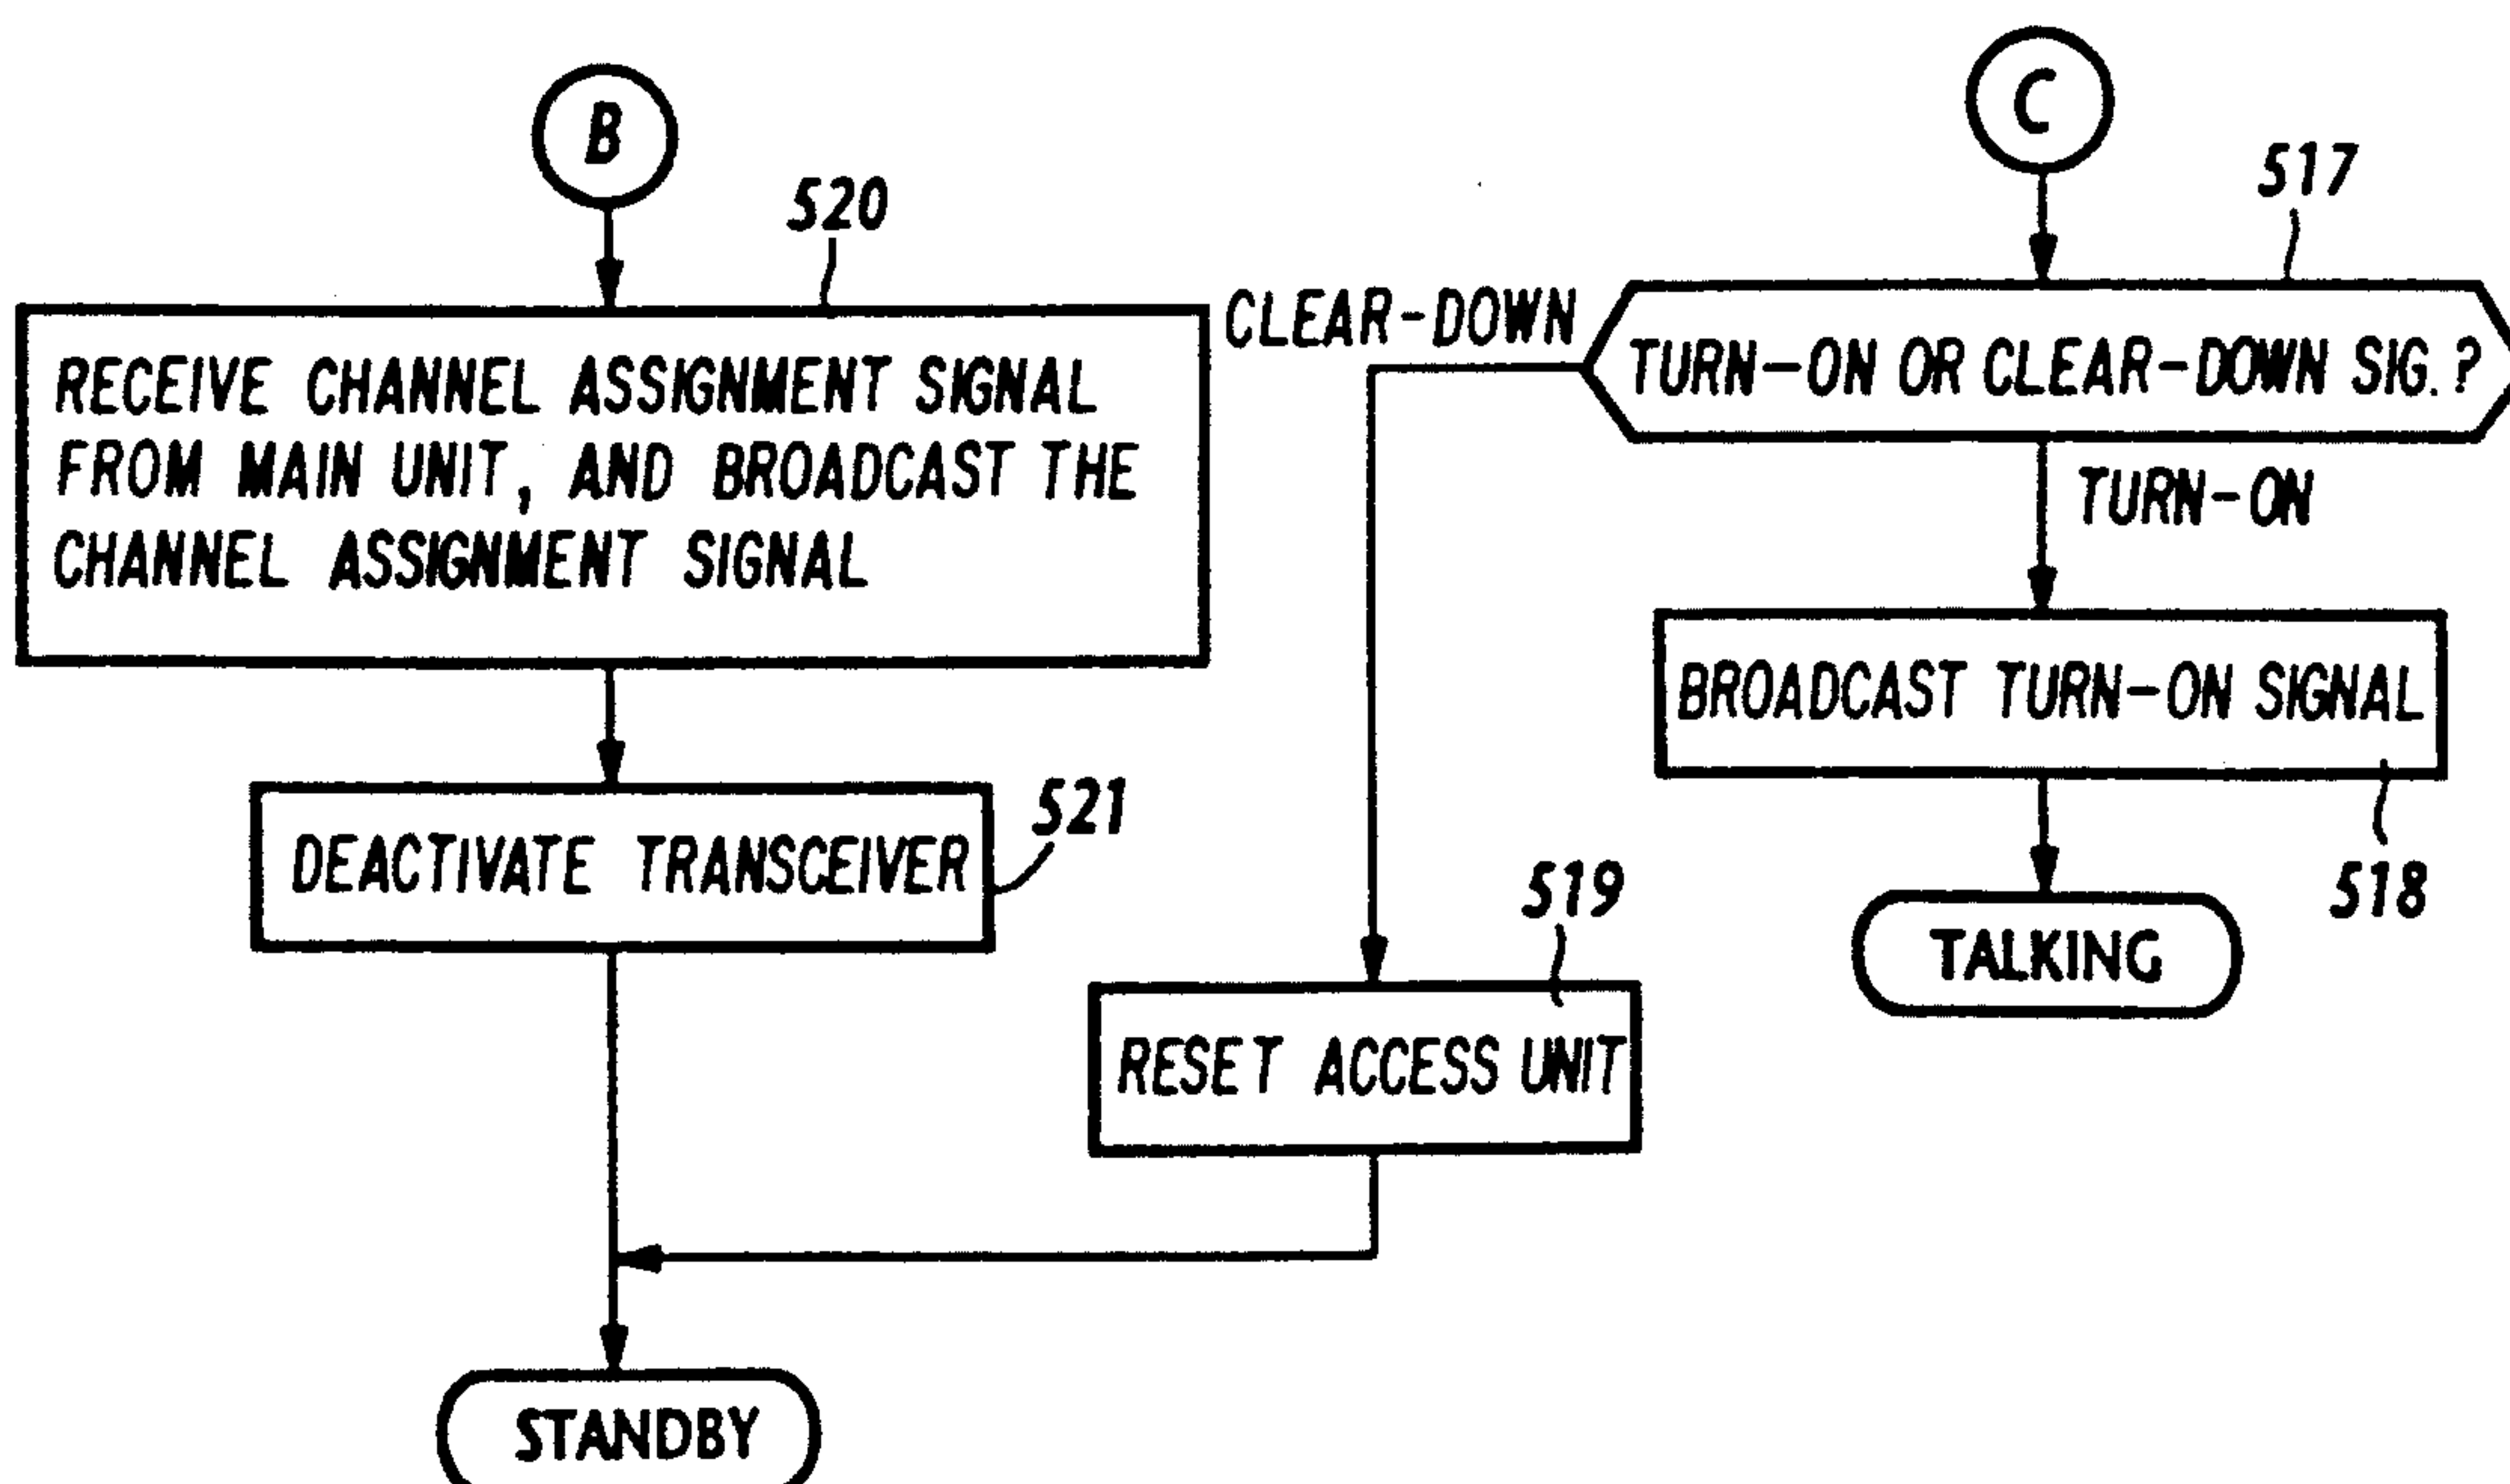 B
520
RECEIVE CHANNEL ASSIGNMENT SIGNAL
FROM MAIN UNIT, AND BROADCAST THE
CHANNEL ASSIGNMENT SIGNAL
521
DEACTIVATE TRANSCEIVER
C
517
CLEAR-DOWN
TURN-ON OR CLEAR-DOWN SIG.?
TURN-ON
BROADCAST TURN-ON SIGNAL
518
TALKING
519
RESET ACCESS UNIT
STANDBY